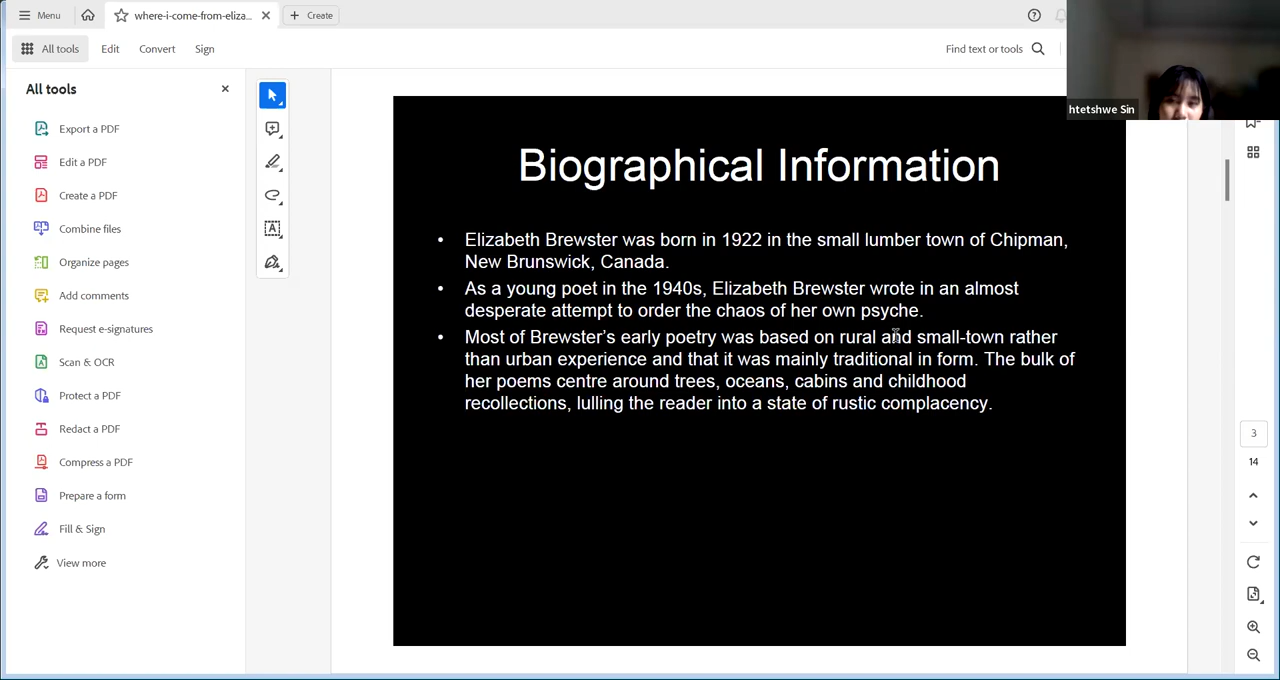 Menu
where-i-come-from-eliza...
Create
All tools
Edit
Convert
Sign
Find text or tools
htetshwe Sin
All tools
Export a PDF
Edit a PDF
Create a PDF
Combine files
Organize pages
Add comments
Request e-signatures
Scan & OCR
Protect a PDF
Redact a PDF
Compress a PDF
Prepare a form
Fill & Sign
View more
Biographical Information
• Elizabeth Brewster was born in 1922 in the small lumber town of Chipman,
New Brunswick, Canada.
• As a young poet in the 1940s, Elizabeth Brewster wrote in an almost
desperate attempt to order the chaos of her own psyche.
• Most of Brewster's early poetry was based on rural and small-town rather
than urban experience and that it was mainly traditional in form. The bulk of
her poems centre around trees, oceans, cabins and childhood
recollections, lulling the reader into a state of rustic complacency.
3
14